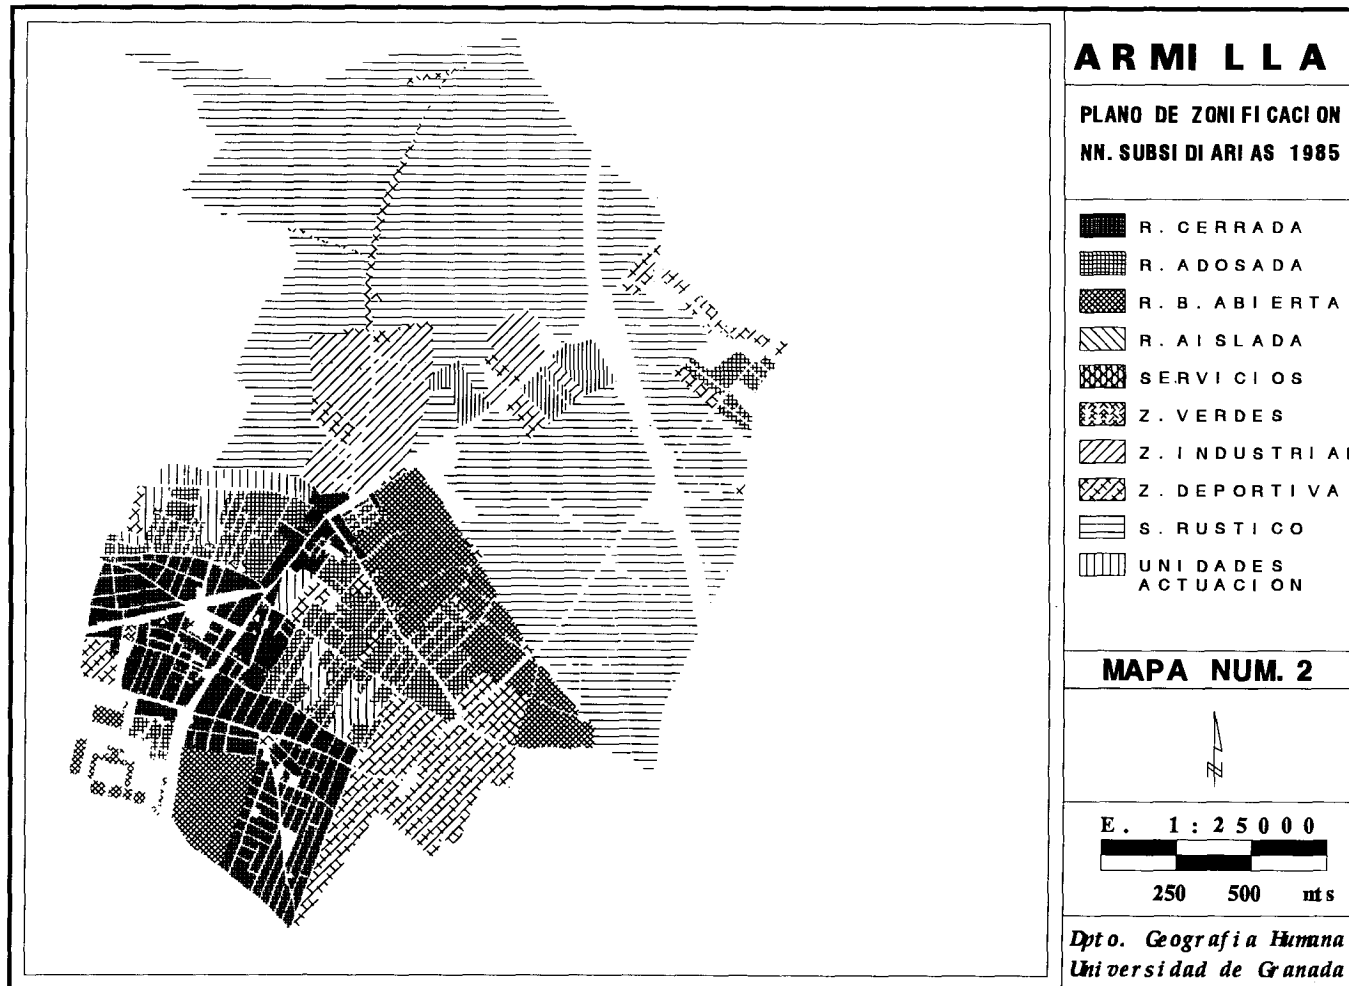 ARMILLA
PLANO DE ZONIFICACION
NN. SUBSIDIARIAS 1985
R. CERRADA
R. ADOSADA
R. B. ABIERTA
R. AISLADA
SERVICIOS
Z. VERDES
Z. INDUSTRIAL
Z. DEPORTIVA
S. RUSTICO
UNIDADES
ACTUACION
MAPA NUM. 2
E. 1:25000
250 500 mts
Dpto. Geografia Humana
Universidad de Granada